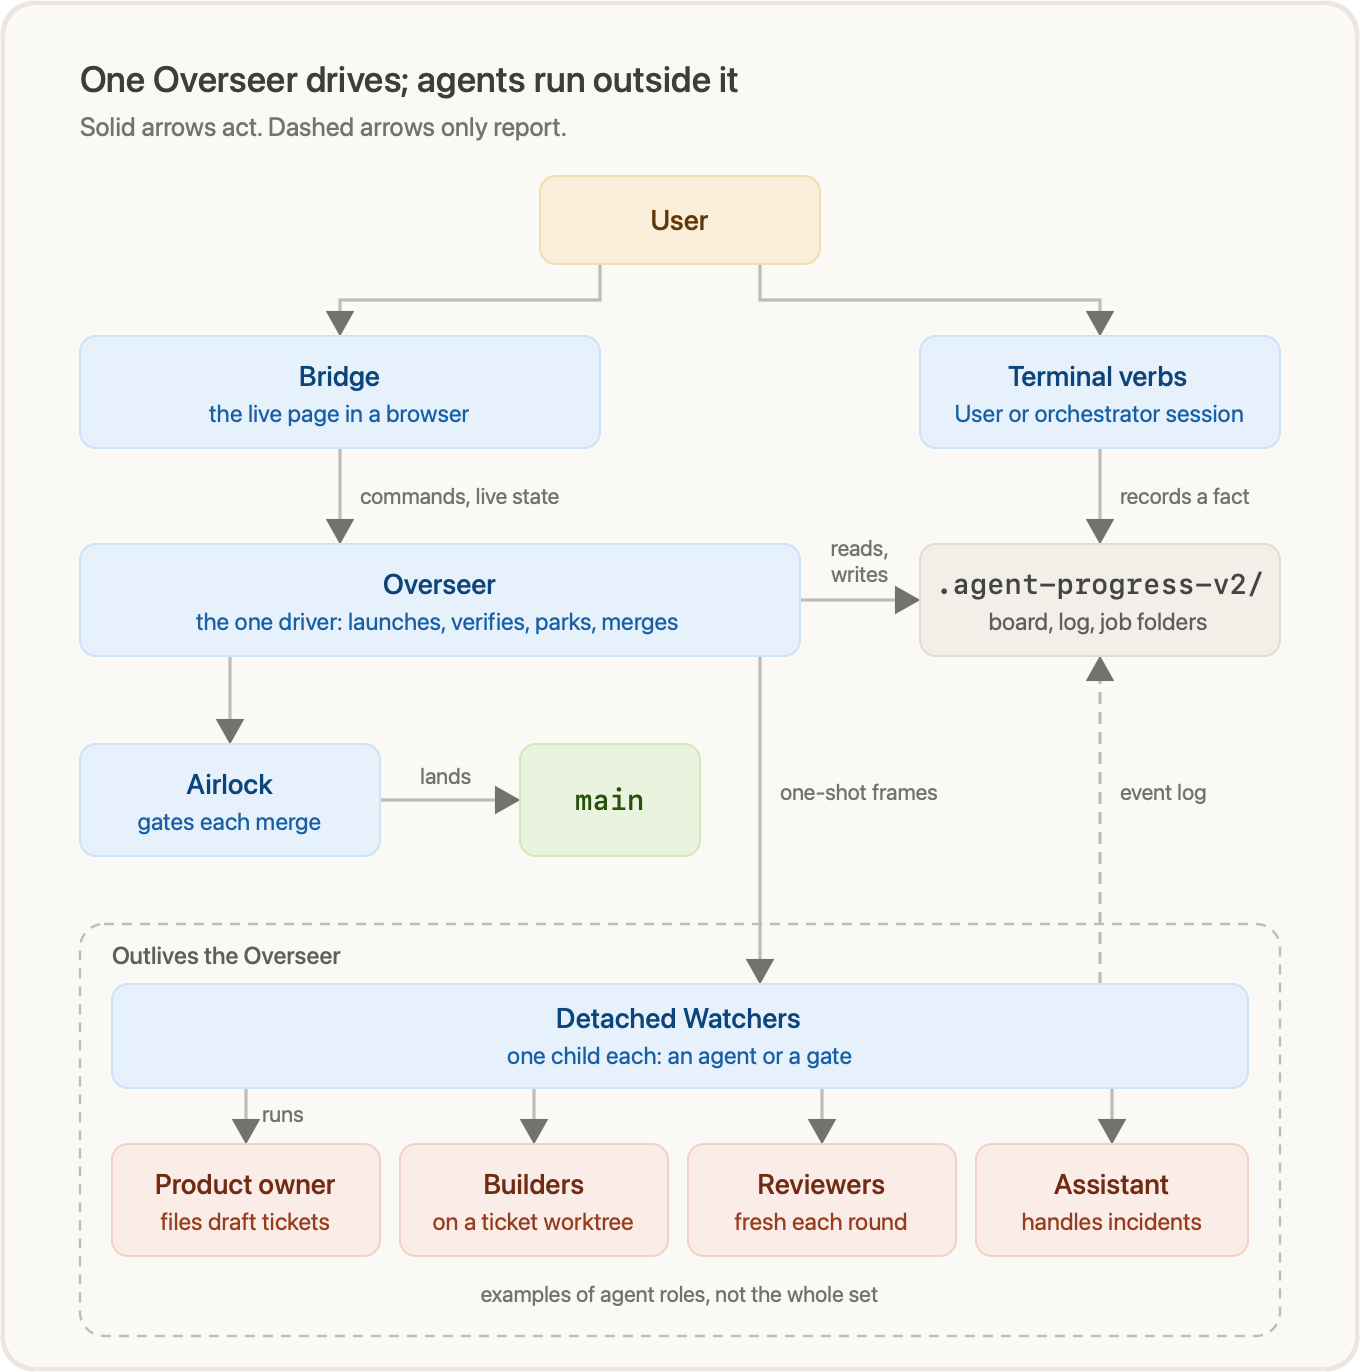 One Overseer drives; agents run outside it
Solid arrows act. Dashed arrows only report.
User
Bridge
the live page in a browser
Terminal verbs
User or orchestrator session
commands, live state
records a fact
Overseer
the one driver: launches, verifies, parks, merges
reads,
writes
.agent-progress-v2/
board, log, job folders
Airlock
gates each merge
lands
main
one-shot frames
event log
Outlives the Overseer
Detached Watchers
one child each: an agent or a gate
runs
Product owner
files draft tickets
Builders
on a ticket worktree
Reviewers
fresh each round
Assistant
handles incidents
examples of agent roles, not the whole set